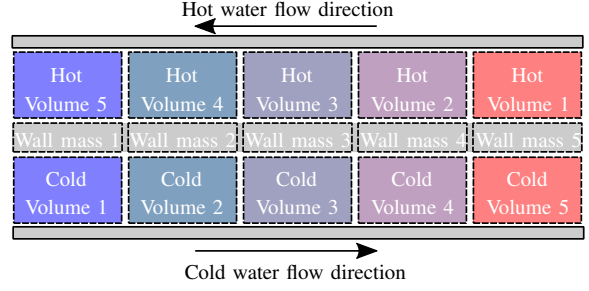 Hot water flow direction
Hot Hot Hot Hot Hot
Volume 5 Volume 4 Volume 3 Volume 2 Volume 1
Wall mass 1 Wall mass 2 Wall mass 3 Wall mass 4 Wall mass 5
Cold Cold Cold Cold Cold
Volume 1 Volume 2 Volume 3 Volume 4 Volume 5
Cold water flow direction